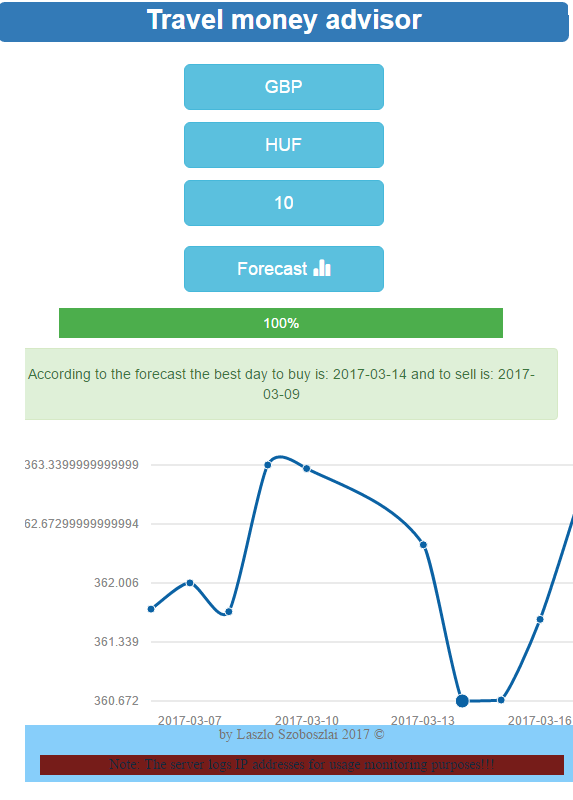 Travel money advisor
GBP
HUF
10
Forecast
100%
According to the forecast the best day to buy is: 2017-03-14 and to sell is: 2017-
03-09
363.3399999999999
62.67299999999994
362.006
361.339
360.672
2017-03-07 2017-03-10 2017-03-13 2017-03-16
by Laszlo Szoboszlai 2017 ©
Note: The server logs IP addresses for usage monitoring purposes!!!